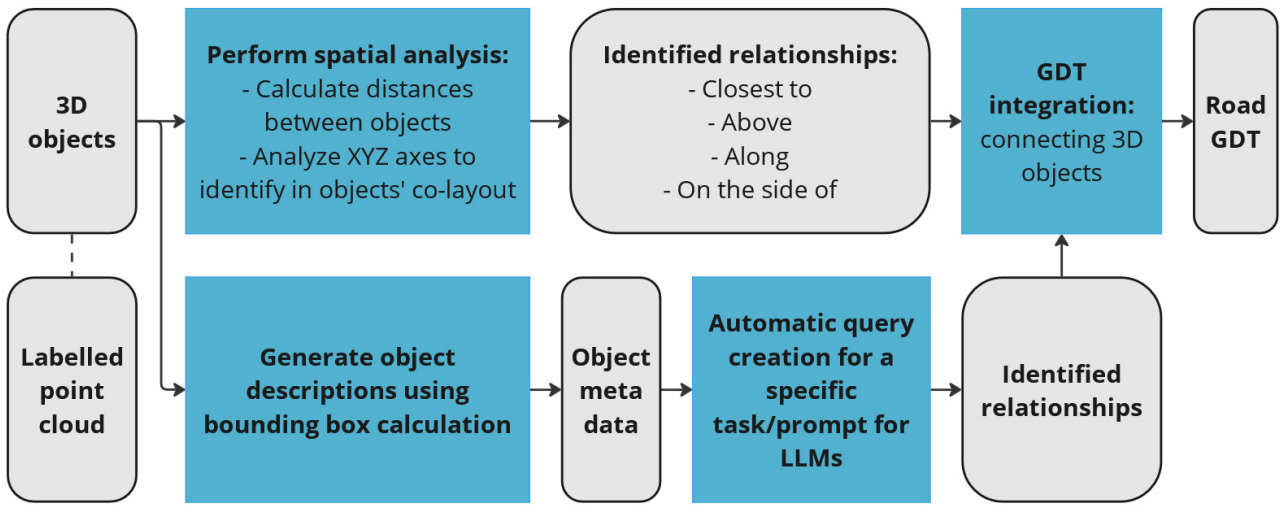 3D
objects
Perform spatial analysis:
- Calculate distances
between objects
- Analyze XYZ axes to
identify in objects' co-layout
Identified relationships:
- Closest to
- Above
- Along
- On the side of
GDT
integration:
connecting 3D
objects
Road
GDT
Labelled
point
cloud
Generate object
descriptions using
bounding box calculation
Object
meta
data
Automatic query
creation for a
specific
task/prompt for
LLMs
Identified
relationships